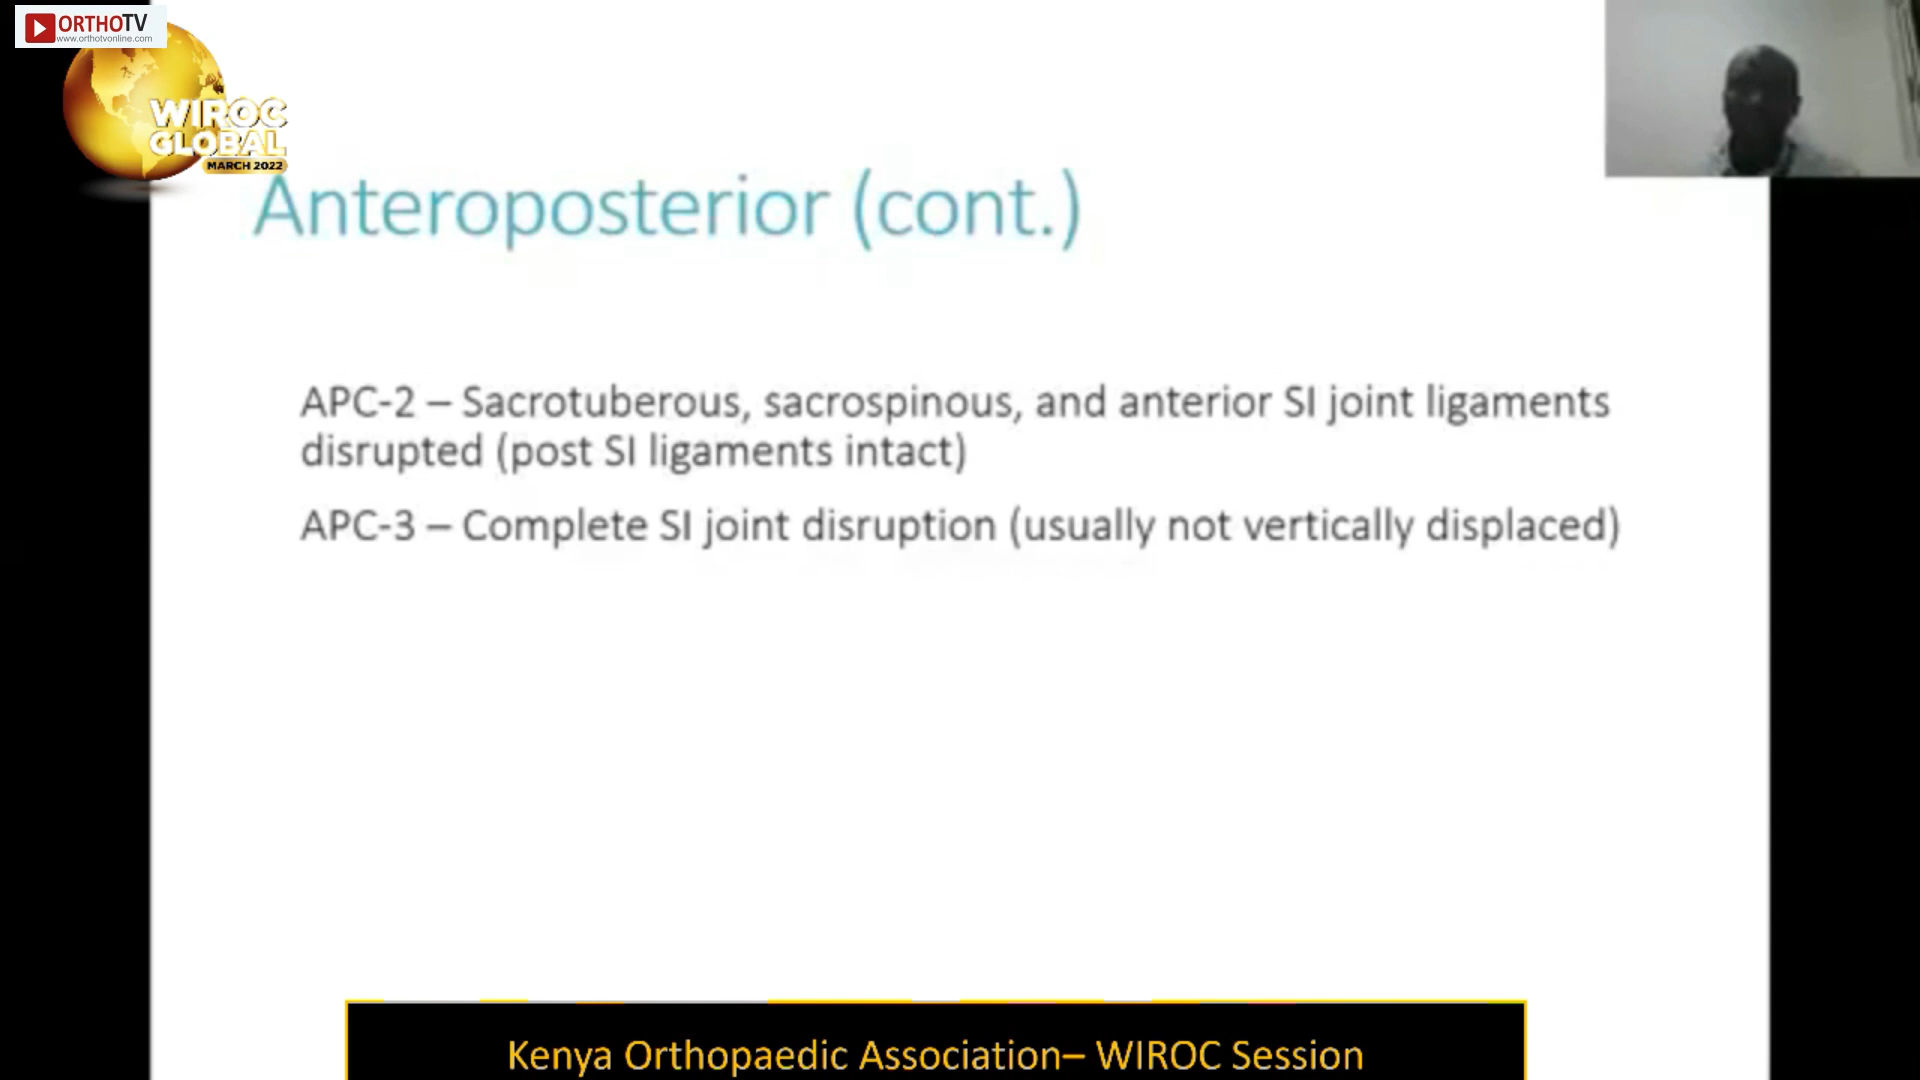 ORTHOTV
www.orthotvonline.com
WIROC
GLOBAL
MARCH 2022
Anteroposterior (cont.)
APC-2 – Sacrotuberous, sacrospinous, and anterior SI joint ligaments
disrupted (post SI ligaments intact)
APC-3 – Complete SI joint disruption (usually not vertically displaced)
Kenya Orthopaedic Association– WIROC Session